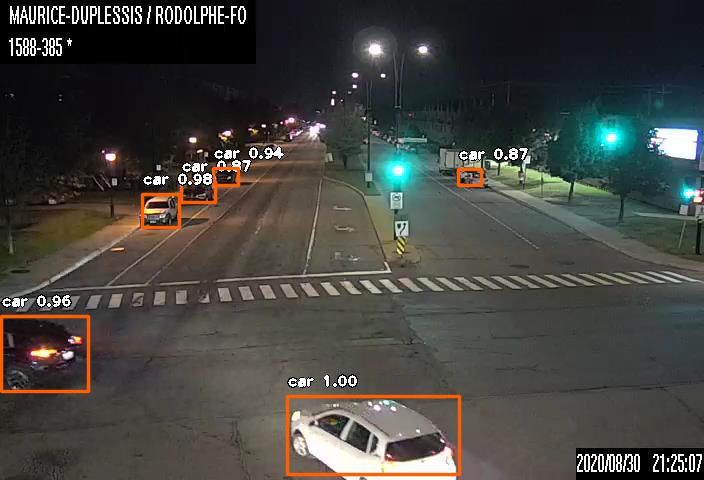 MAURICE-DUPLESSIS / RODOLPHE-FO
1588-385 *
car 0.94
car 0.87
car 0.87
car 0.98
car 0.96
car 1.00
2020/08/30 21:25:07